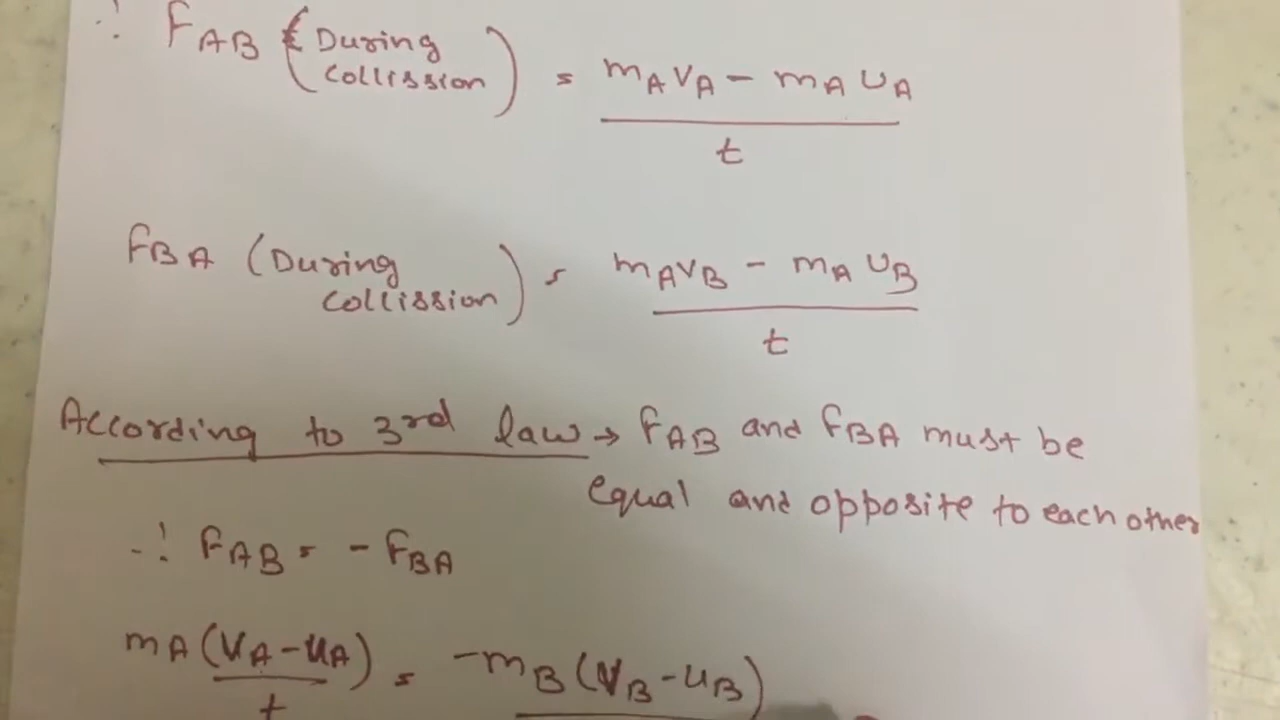 ∴ FAB (During Collission) = mAvA - mAuA / t
FBA (During Collission) = mAvB - mAuB / t
According to 3rd law → FAB and FBA must be
equal and opposite to each other
∴ FAB = - FBA
mA(vA-uA) / t = -mB(vB-uB)